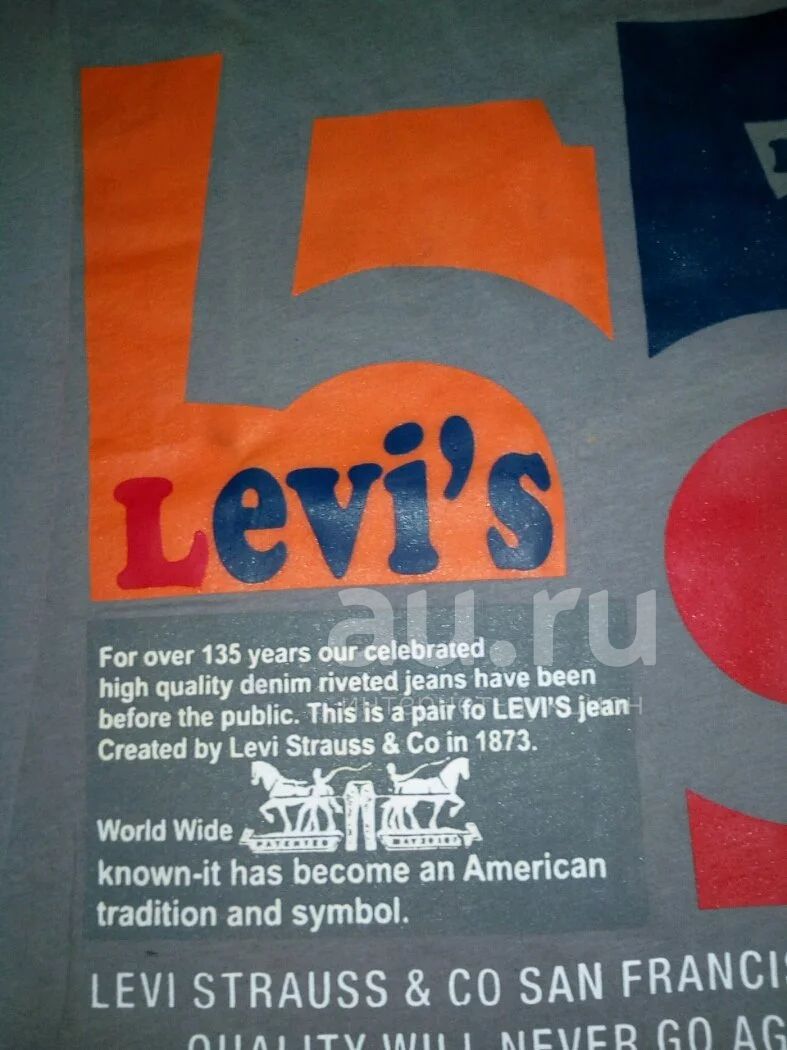 Levi's
au.ru
For over 135 years our celebrated
high quality denim riveted jeans have been
before the public. This is a pair fo LEVI'S jean
Created by Levi Strauss & Co in 1873.
World Wide
known-it has become an American
tradition and symbol.
LEVI STRAUSS & CO SAN FRANCIS
QUALITY WILL NEVER GO AG